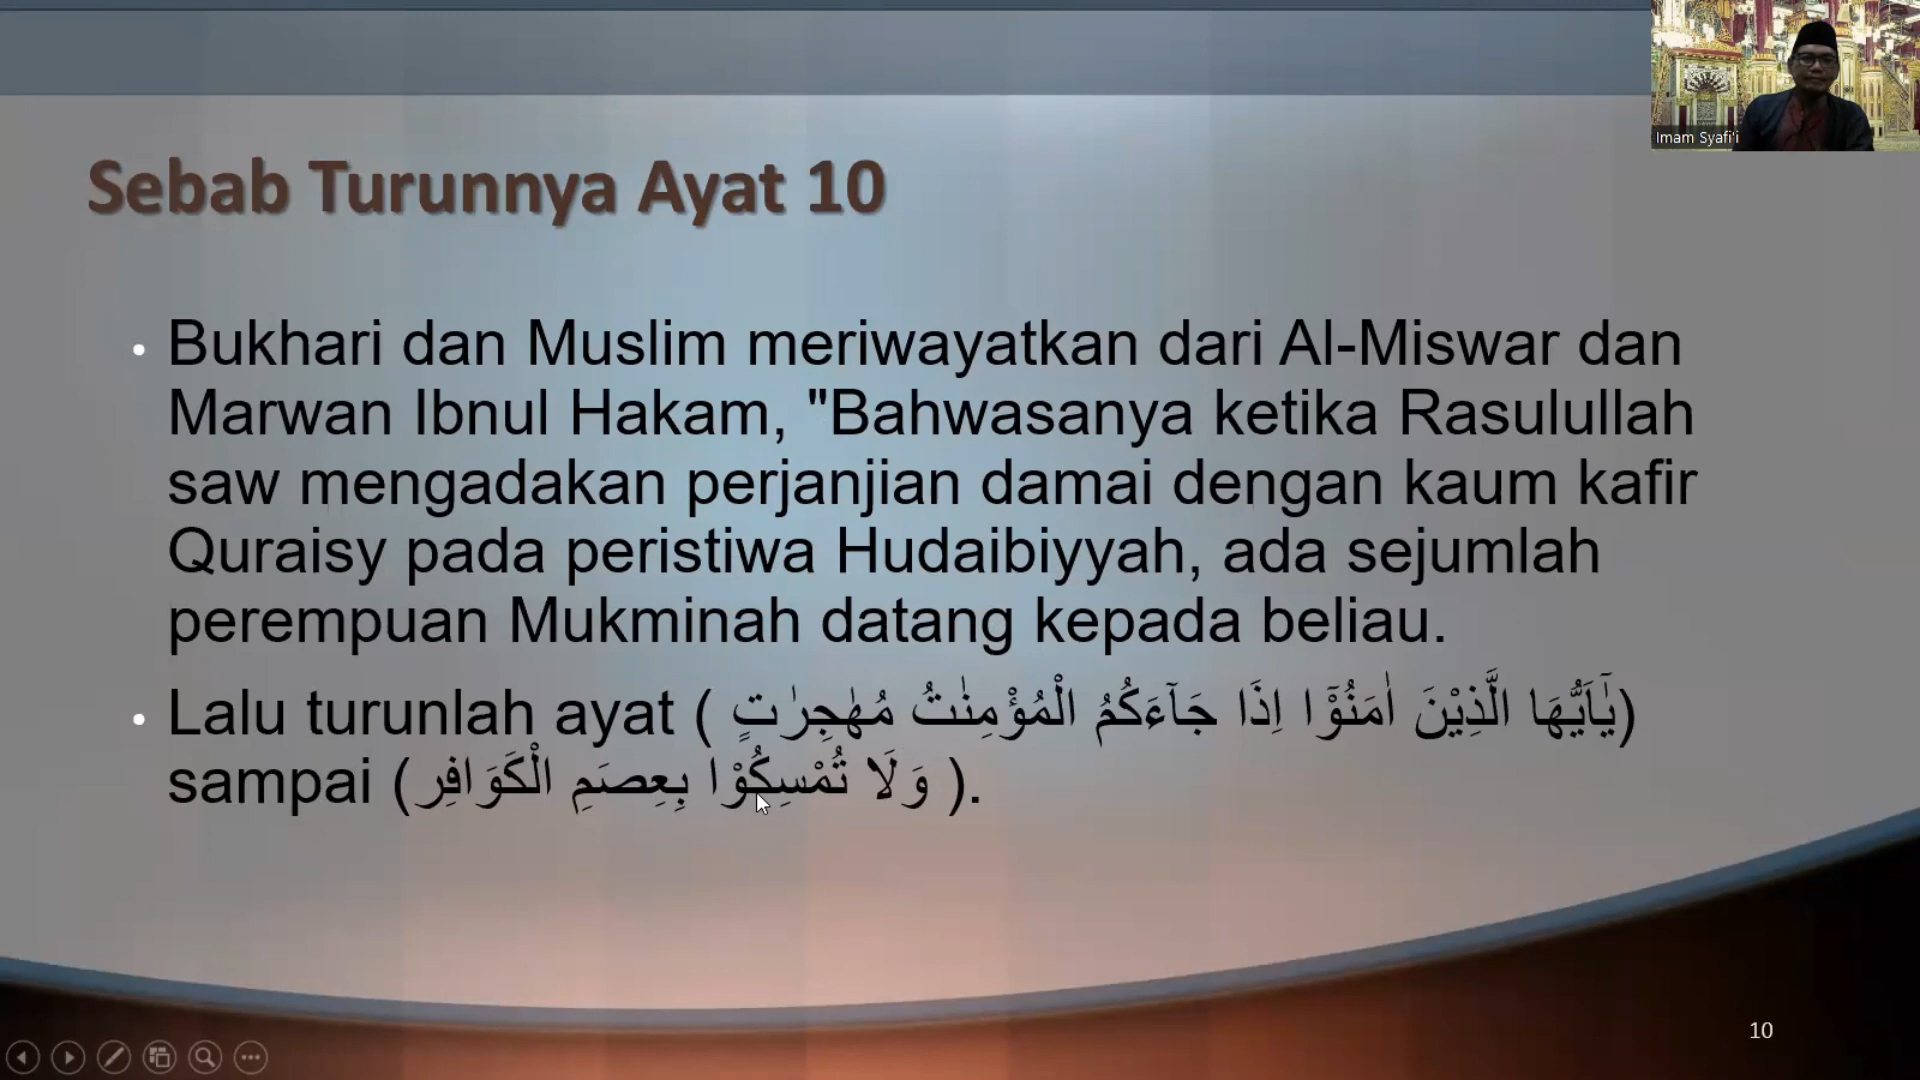 Imam Syafi'i
Sebab Turunnya Ayat 10
• Bukhari dan Muslim meriwayatkan dari Al-Miswar dan
Marwan Ibnul Hakam, "Bahwasanya ketika Rasulullah
saw mengadakan perjanjian damai dengan kaum kafir
Quraisy pada peristiwa Hudaibiyyah, ada sejumlah
perempuan Mukminah datang kepada beliau.
• Lalu turunlah ayat ( يٰٓاَيُّهَا الَّذِيْنَ اٰمَنُوْٓا اِذَا جَاۤءَكُمُ الْمُؤْمِنٰتُ مُهٰجِرٰتٍ)
sampai (وَلَا تُمْسِكُوْا بِعِصَمِ الْكَوَافِر ).
10